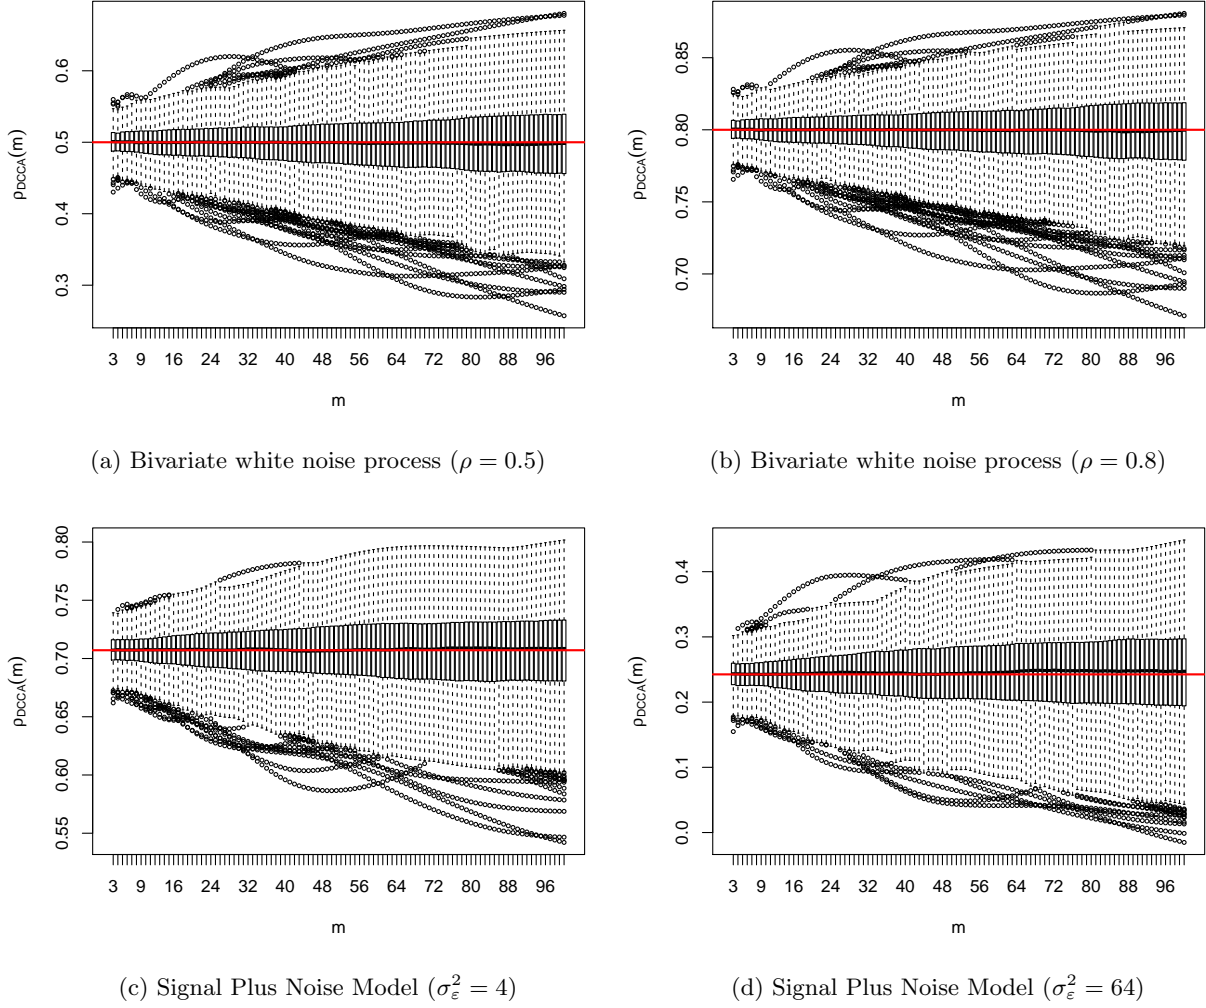 0.6
0.5
0.4
0.3
ρDCCA(m)
3 9 16 24 32 40 48 56 64 72 80 88 96
m
(a) Bivariate white noise process (ρ = 0.5)
0.85
0.80
0.75
0.70
ρDCCA(m)
3 9 16 24 32 40 48 56 64 72 80 88 96
m
(b) Bivariate white noise process (ρ = 0.8)
0.80
0.75
0.70
0.65
0.60
0.55
ρDCCA(m)
3 9 16 24 32 40 48 56 64 72 80 88 96
m
(c) Signal Plus Noise Model (σ²ε = 4)
0.4
0.3
0.2
0.1
0.0
ρDCCA(m)
3 9 16 24 32 40 48 56 64 72 80 88 96
m
(d) Signal Plus Noise Model (σ²ε = 64)